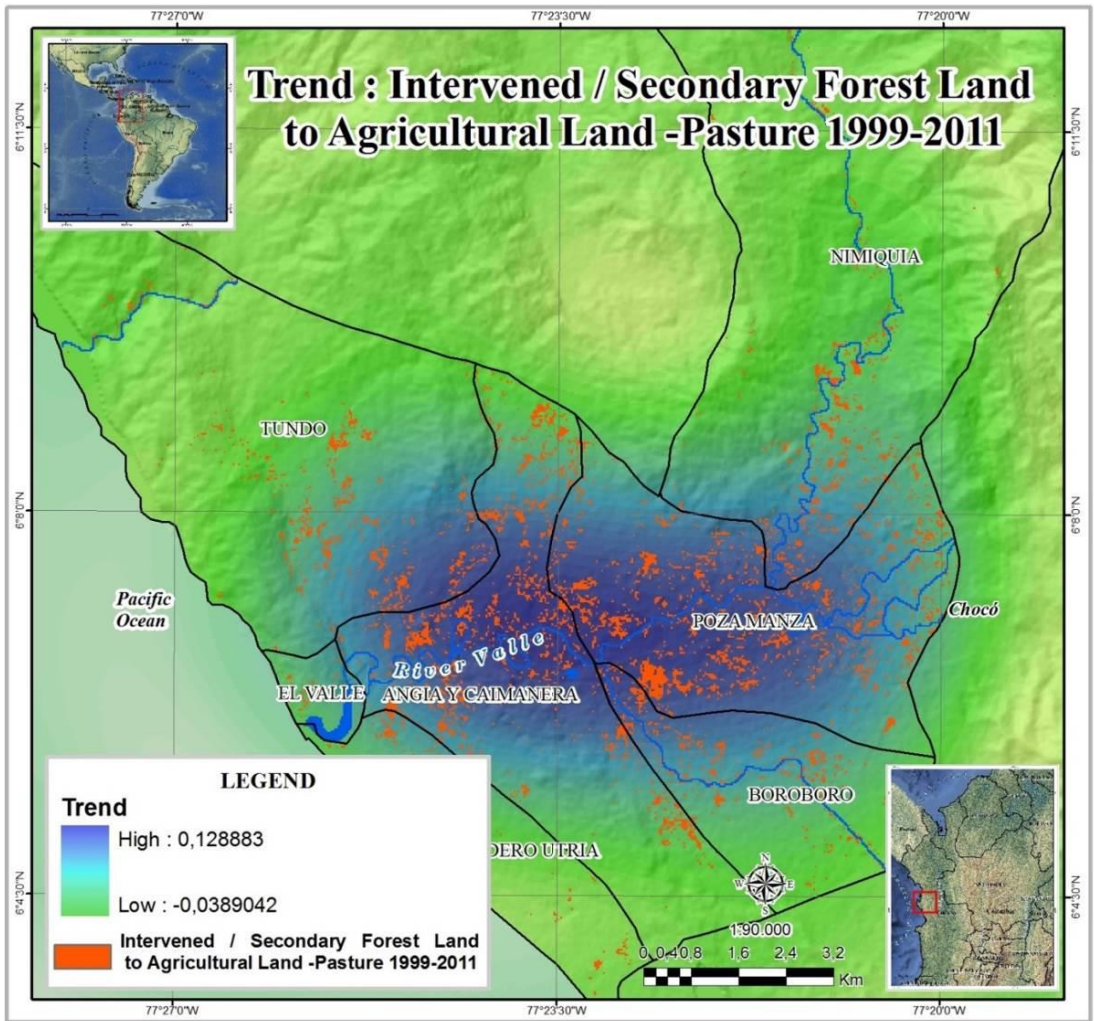 77°27'0"W
77°23'30"W
77°20'0"W
Trend : Intervened / Secondary Forest Land
to Agricultural Land -Pasture 1999-2011
6°11'30"N
6°11'30"N
NIMIQUIA
TUNDO
6°8'0"N
6°8'0"N
Pacific
Ocean
POZA MANZA
Chocó
River Valle
EL VALLE
ANGIA Y CAIMANERA
LEGEND
Trend
High : 0,128883
Low : -0,0389042
Intervened / Secondary Forest Land
to Agricultural Land -Pasture 1999-2011
BOROBORO
DERO UTRIA
N
W
E
S
6°4'30"N
6°4'30"N
1:90.000
0 0,40,8 1,6 2,4 3,2
Km
77°27'0"W
77°23'30"W
77°20'0"W